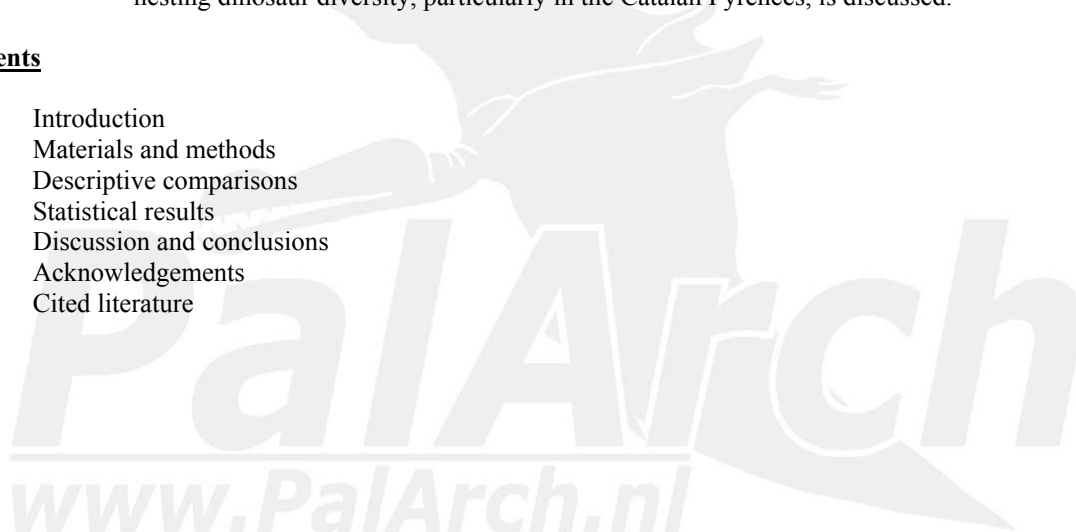 nesting dinosaur diversity, particularly in the Catalan Pyrenees, is discussed.
ents
Introduction
Materials and methods
Descriptive comparisons
Statistical results
Discussion and conclusions
Acknowledgements
Cited literature
PalArch
www.PalArch.nl